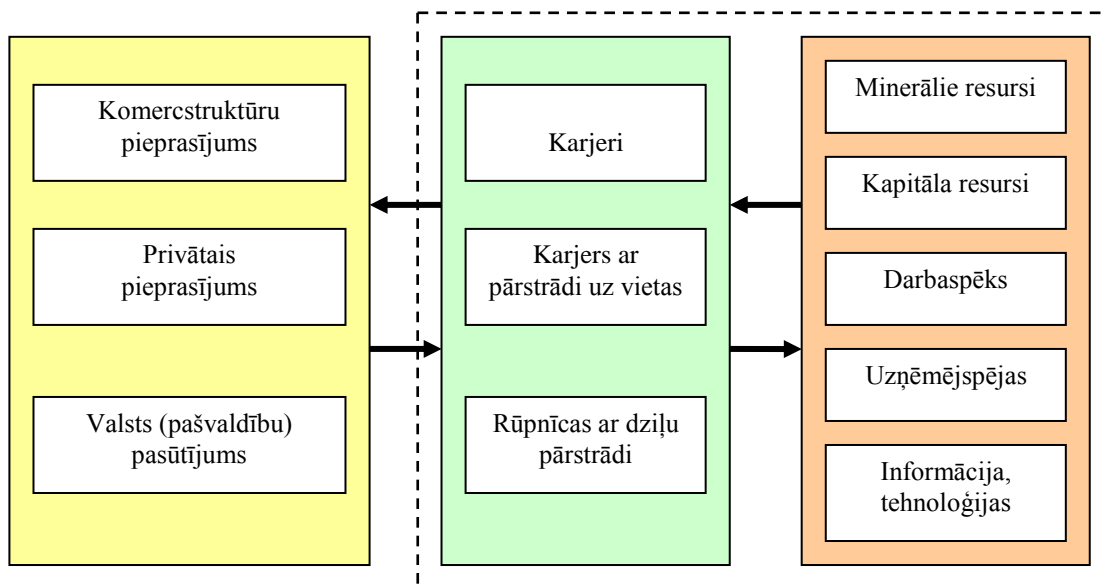 Komercstruktūru
pieprasījums
Privātais
pieprasījums
Valsts (pašvaldību)
pasūtījums
Karjeri
Karjers ar
pārstrādi uz vietas
Rūpnīcas ar dziļu
pārstrādi
Minerālie resursi
Kapitāla resursi
Darbaspēks
Uzņēmējspējas
Informācija,
tehnoloģijas